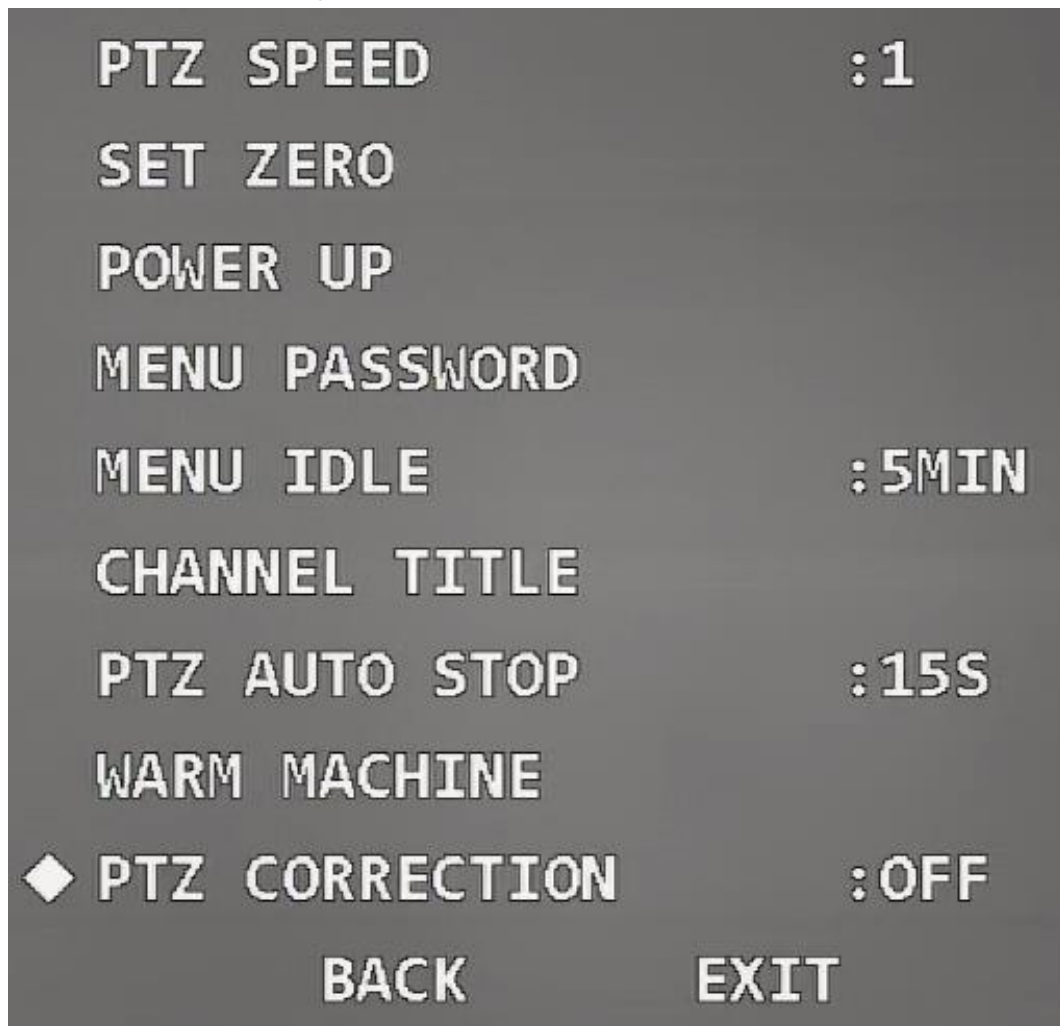 PTZ SPEED :1
SET ZERO
POWER UP
MENU PASSWORD
MENU IDLE :5MIN
CHANNEL TITLE
PTZ AUTO STOP :15S
WARM MACHINE
PTZ CORRECTION :OFF
BACK EXIT